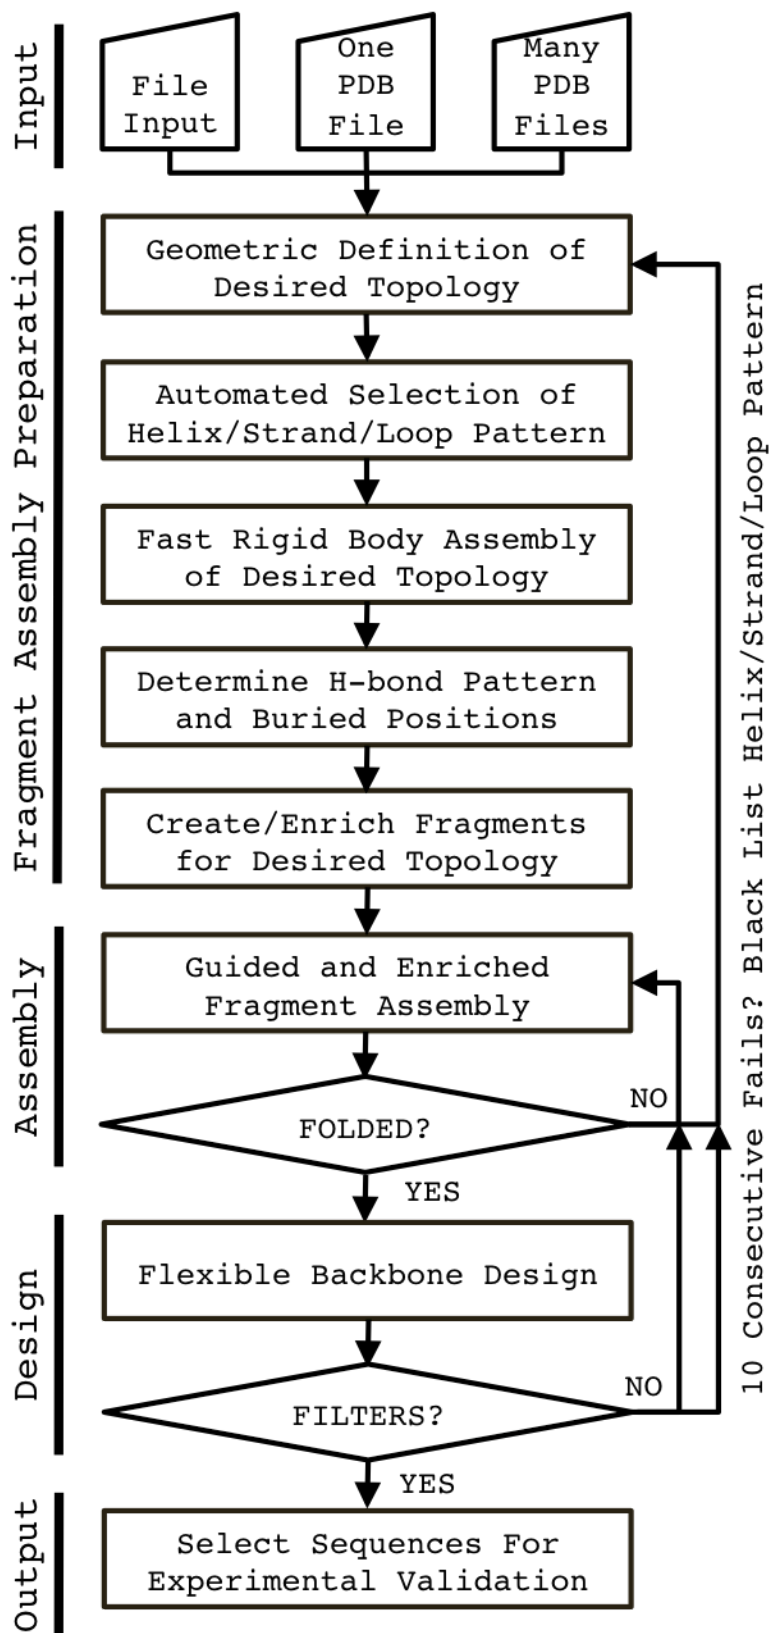 Input
File
Input
One
PDB
File
Many
PDB
Files
Fragment Assembly Preparation
Geometric Definition of
Desired Topology
Automated Selection of
Helix/Strand/Loop Pattern
Fast Rigid Body Assembly
of Desired Topology
Determine H-bond Pattern
and Buried Positions
Create/Enrich Fragments
for Desired Topology
10 Consecutive Fails? Black List Helix/Strand/Loop Pattern
Assembly
Guided and Enriched
Fragment Assembly
NO
FOLDED?
YES
Design
Flexible Backbone Design
NO
FILTERS?
YES
Output
Select Sequences For
Experimental Validation